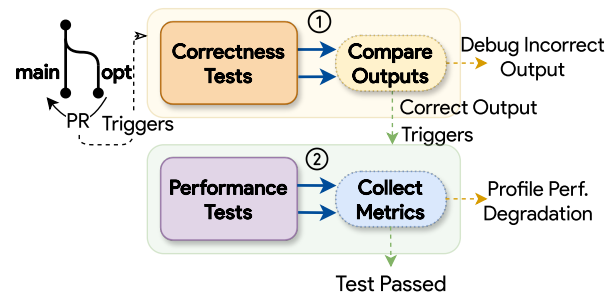 1
Correctness
Tests
Compare
Outputs
Debug Incorrect
Output
main
opt
PR
Triggers
Correct Output
Triggers
2
Performance
Tests
Collect
Metrics
Profile Perf.
Degradation
Test Passed